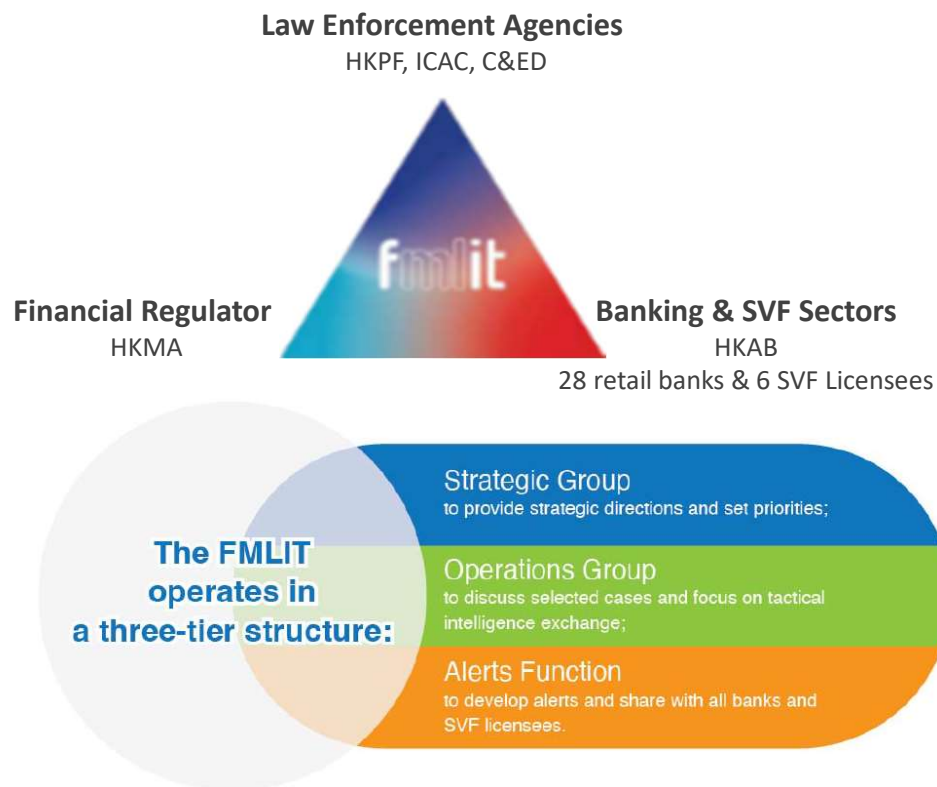 Law Enforcement Agencies
HKPF, ICAC, C&ED
fmlit
Financial Regulator
HKMA
Banking & SVF Sectors
HKAB
28 retail banks & 6 SVF Licensees
The FMLIT
operates in
a three-tier structure:
Strategic Group
to provide strategic directions and set priorities;
Operations Group
to discuss selected cases and focus on tactical
intelligence exchange;
Alerts Function
to develop alerts and share with all banks and
SVF licensees.